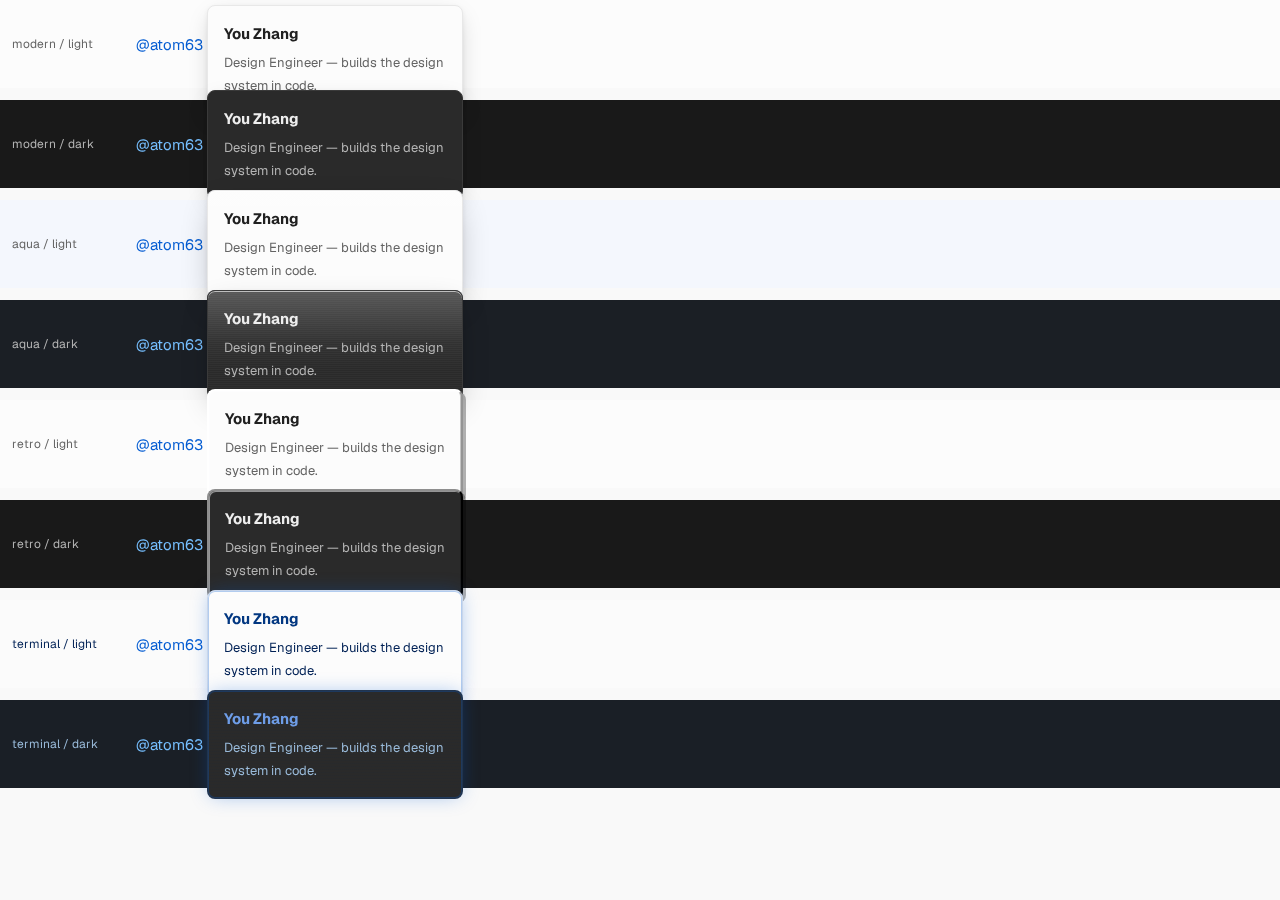 modern / light
@atom63
You Zhang
Design Engineer — builds the design
system in code.
modern / dark
@atom63
You Zhang
Design Engineer — builds the design
system in code.
aqua / light
@atom63
You Zhang
Design Engineer — builds the design
system in code.
aqua / dark
@atom63
You Zhang
Design Engineer — builds the design
system in code.
retro / light
@atom63
You Zhang
Design Engineer — builds the design
system in code.
retro / dark
@atom63
You Zhang
Design Engineer — builds the design
system in code.
terminal / light
@atom63
You Zhang
Design Engineer — builds the design
system in code.
terminal / dark
@atom63
You Zhang
Design Engineer — builds the design
system in code.